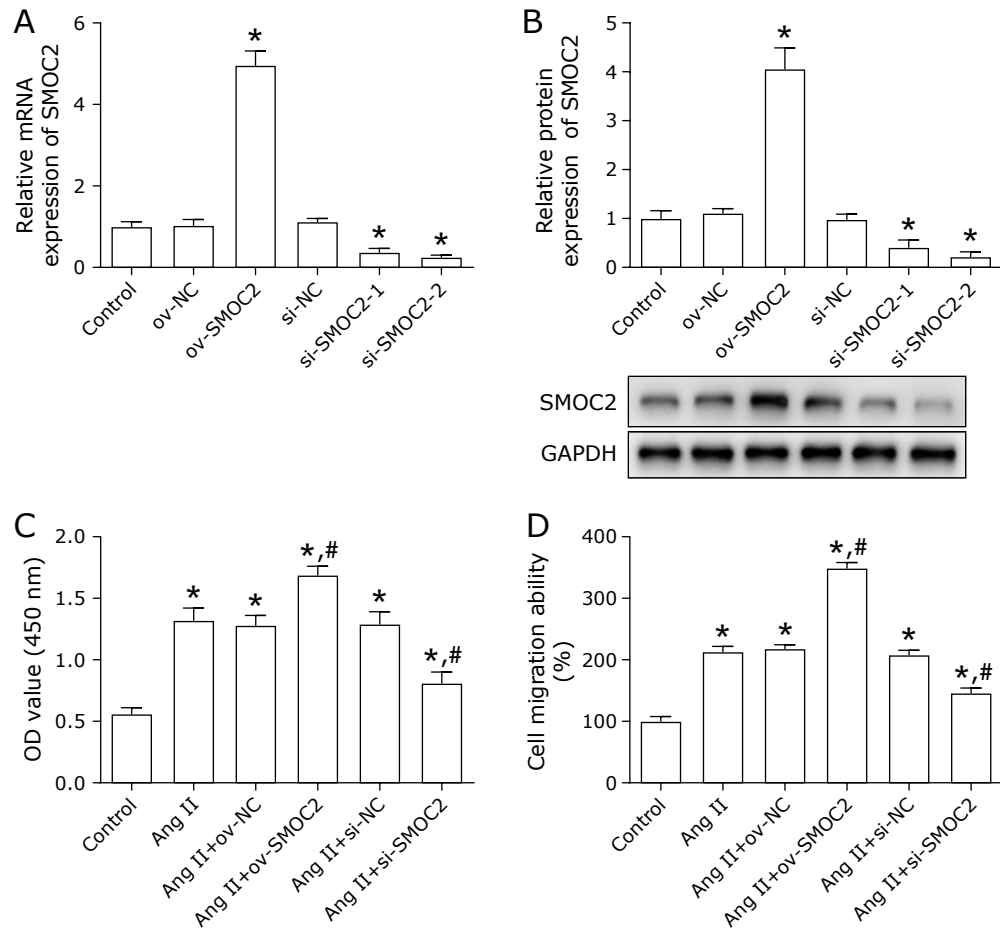 A
Relative mRNA
expression of SMOC2
6
4
2
0
*
*
*
Control
ov-NC
ov-SMOC2
si-NC
si-SMOC2-1
si-SMOC2-2
B
Relative protein
expression of SMOC2
5
4
3
2
1
0
*
*
*
Control
ov-NC
ov-SMOC2
si-NC
si-SMOC2-1
si-SMOC2-2
SMOC2
GAPDH
C
OD value (450 nm)
2.0
1.5
1.0
0.5
0.0
*
*
*,#
*
*,#
Control
Ang II
Ang II+ov-NC
Ang II+ov-SMOC2
Ang II+si-NC
Ang II+si-SMOC2
D
Cell migration ability
(%)
400
300
200
100
0
*
*
*,#
*
*,#
Control
Ang II
Ang II+ov-NC
Ang II+ov-SMOC2
Ang II+si-NC
Ang II+si-SMOC2